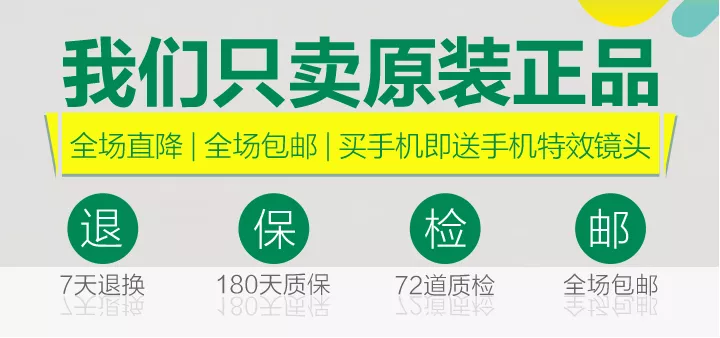 我们只卖原装正品
全场直降 | 全场包邮 | 买手机即送手机特效镜头
退 保 检 邮
7天退换 180天质保 72道质检 全场包邮